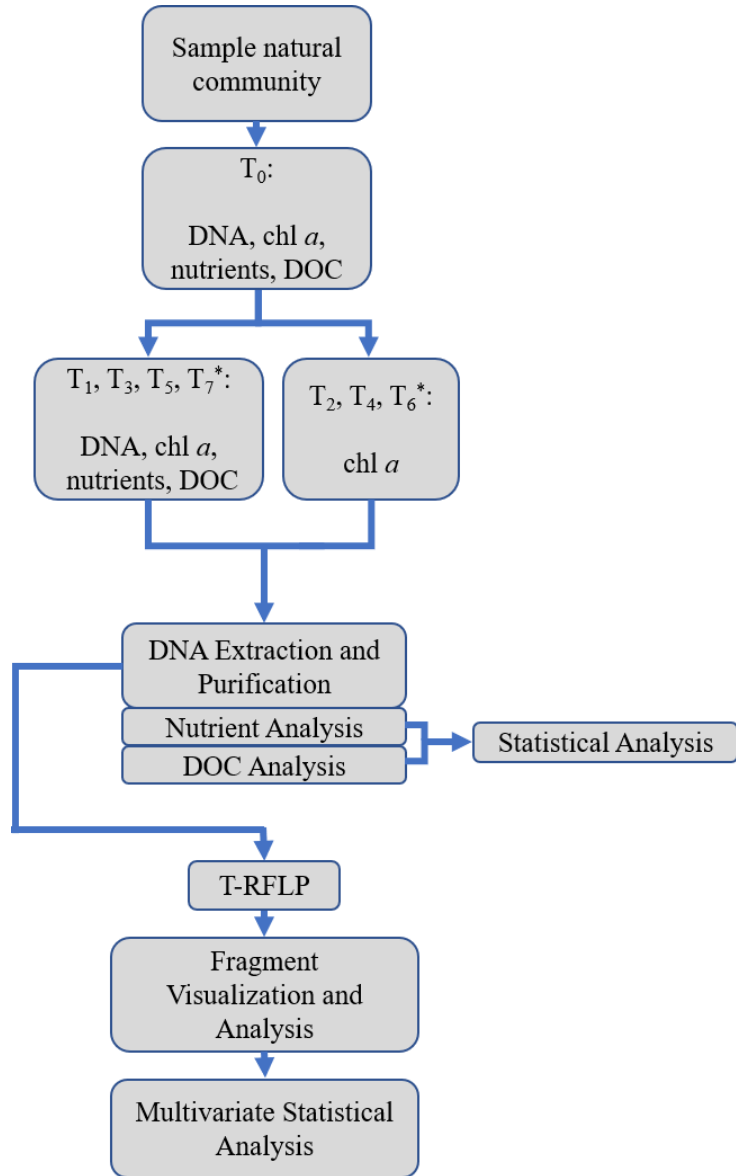 Sample natural
community
T₀:
DNA, chl a,
nutrients, DOC
T₁, T₃, T₅, T₇*:
DNA, chl a,
nutrients, DOC
T₂, T₄, T₆*:
chl a
DNA Extraction and
Purification
Nutrient Analysis
DOC Analysis
Statistical Analysis
T-RFLP
Fragment
Visualization and
Analysis
Multivariate Statistical
Analysis